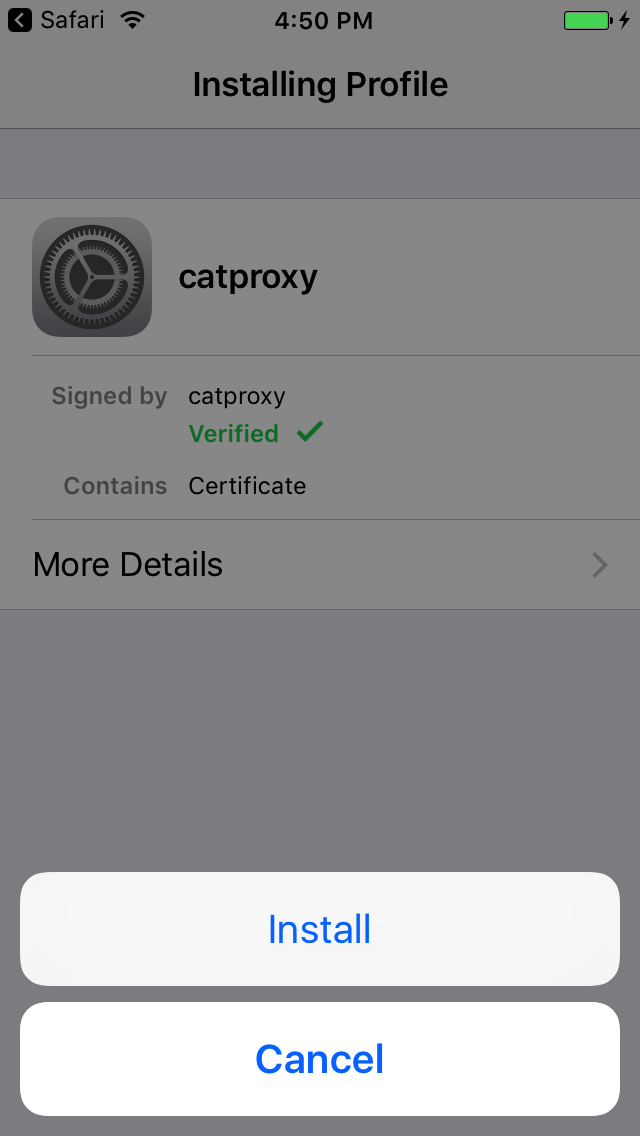 Safari 4:50 PM
Installing Profile
catproxy
Signed by catproxy
Verified
Contains Certificate
More Details
Install
Cancel